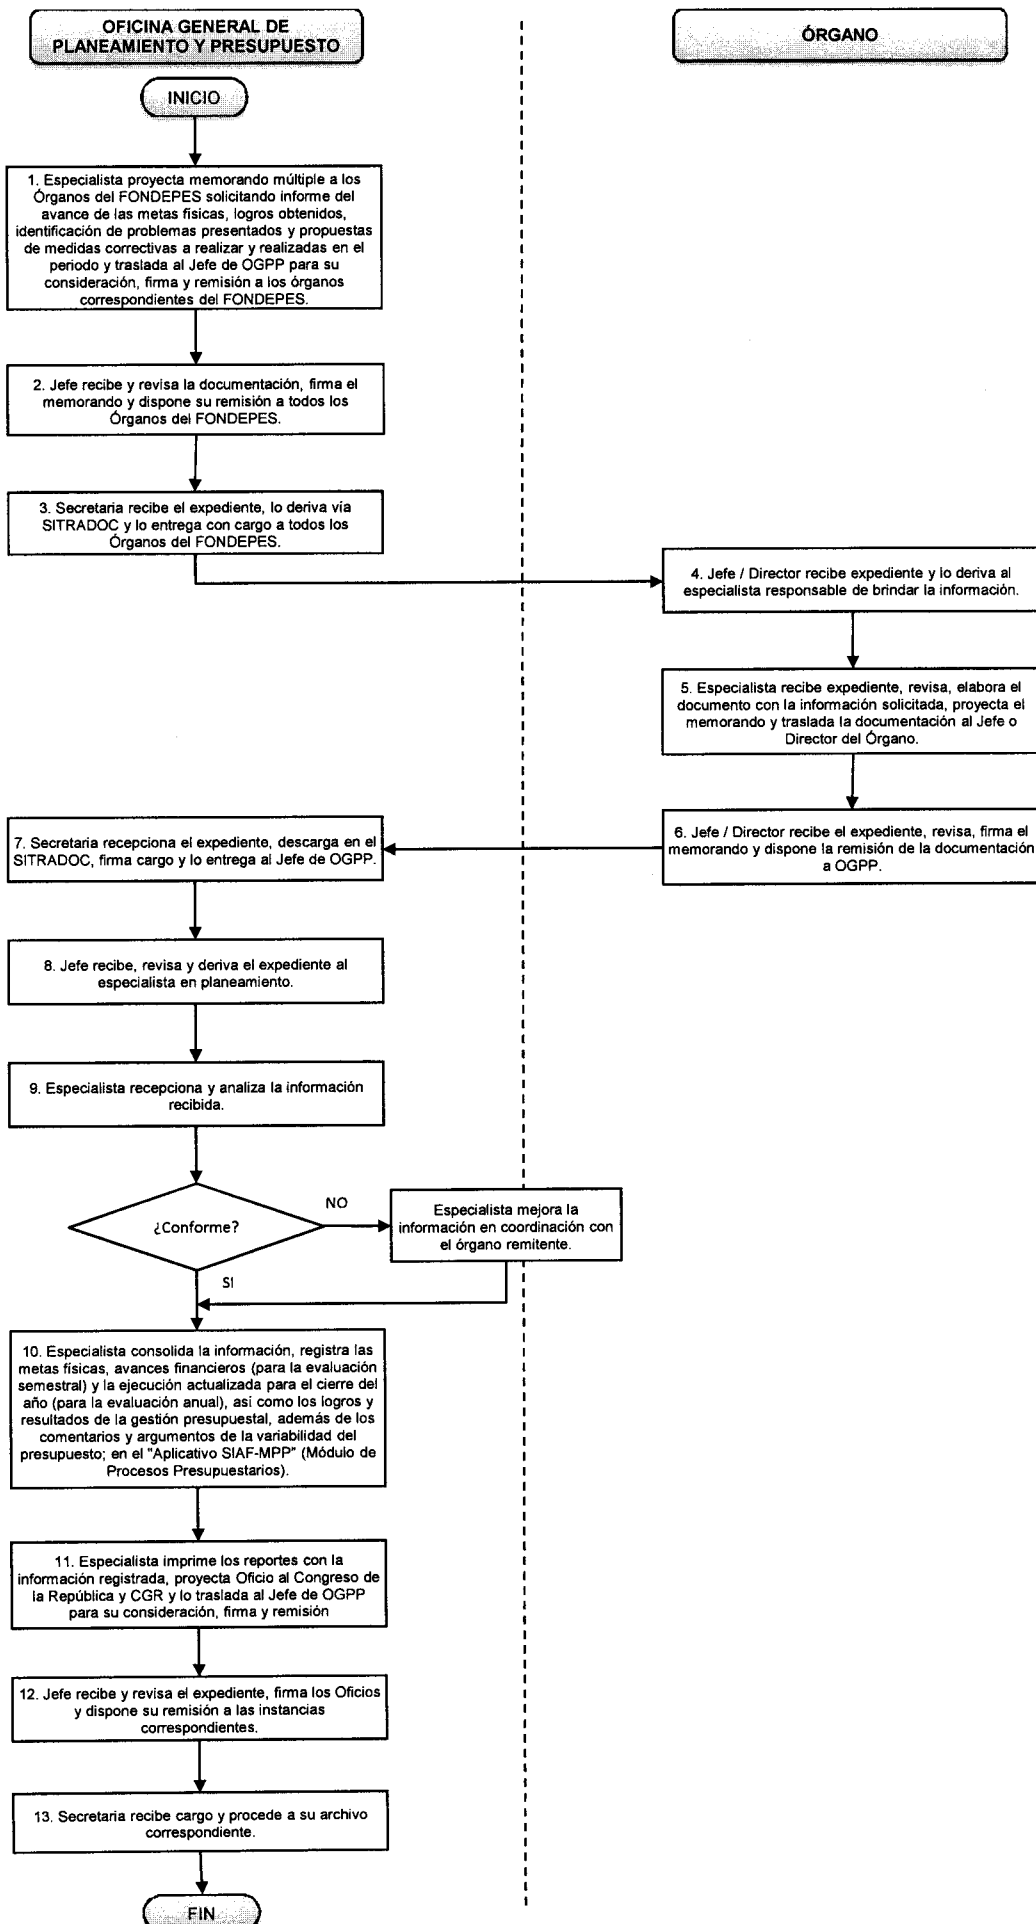 OFICINA GENERAL DE
PLANEAMIENTO Y PRESUPUESTO
ÓRGANO
INICIO
1. Especialista proyecta memorando múltiple a los
Órganos del FONDEPES solicitando informe del
avance de las metas físicas, logros obtenidos,
identificación de problemas presentados y propuestas
de medidas correctivas a realizar y realizadas en el
periodo y traslada al Jefe de OGPP para su
consideración, firma y remisión a los órganos
correspondientes del FONDEPES.
2. Jefe recibe y revisa la documentación, firma el
memorando y dispone su remisión a todos los
Órganos del FONDEPES.
3. Secretaria recibe el expediente, lo deriva vía
SITRADOC y lo entrega con cargo a todos los
Órganos del FONDEPES.
4. Jefe / Director recibe expediente y lo deriva al
especialista responsable de brindar la información.
5. Especialista recibe expediente, revisa, elabora el
documento con la información solicitada, proyecta el
memorando y traslada la documentación al Jefe o
Director del Órgano.
6. Jefe / Director recibe el expediente, revisa, firma el
memorando y dispone la remisión de la documentación
a OGPP.
7. Secretaria recepciona el expediente, descarga en el
SITRADOC, firma cargo y lo entrega al Jefe de OGPP.
8. Jefe recibe, revisa y deriva el expediente al
especialista en planeamiento.
9. Especialista recepciona y analiza la información
recibida.
¿Conforme?
NO
Especialista mejora la
información en coordinación con
el órgano remitente.
SI
10. Especialista consolida la información, registra las
metas físicas, avances financieros (para la evaluación
semestral) y la ejecución actualizada para el cierre del
año (para la evaluación anual), así como los logros y
resultados de la gestión presupuestal, además de los
comentarios y argumentos de la variabilidad del
presupuesto; en el "Aplicativo SIAF-MPP" (Módulo de
Procesos Presupuestarios).
11. Especialista imprime los reportes con la
información registrada, proyecta Oficio al Congreso de
la República y CGR y lo traslada al Jefe de OGPP
para su consideración, firma y remisión
12. Jefe recibe y revisa el expediente, firma los Oficios
y dispone su remisión a las instancias
correspondientes.
13. Secretaria recibe cargo y procede a su archivo
correspondiente.
FIN